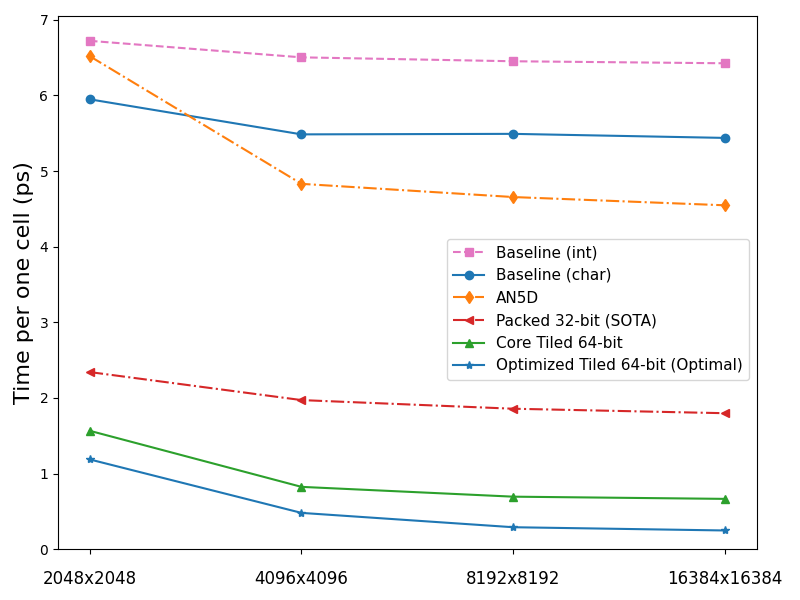 7
6
5
4
3
2
1
0
Time per one cell (ps)
Baseline (int)
Baseline (char)
AN5D
Packed 32-bit (SOTA)
Core Tiled 64-bit
Optimized Tiled 64-bit (Optimal)
2048x2048 4096x4096 8192x8192 16384x16384